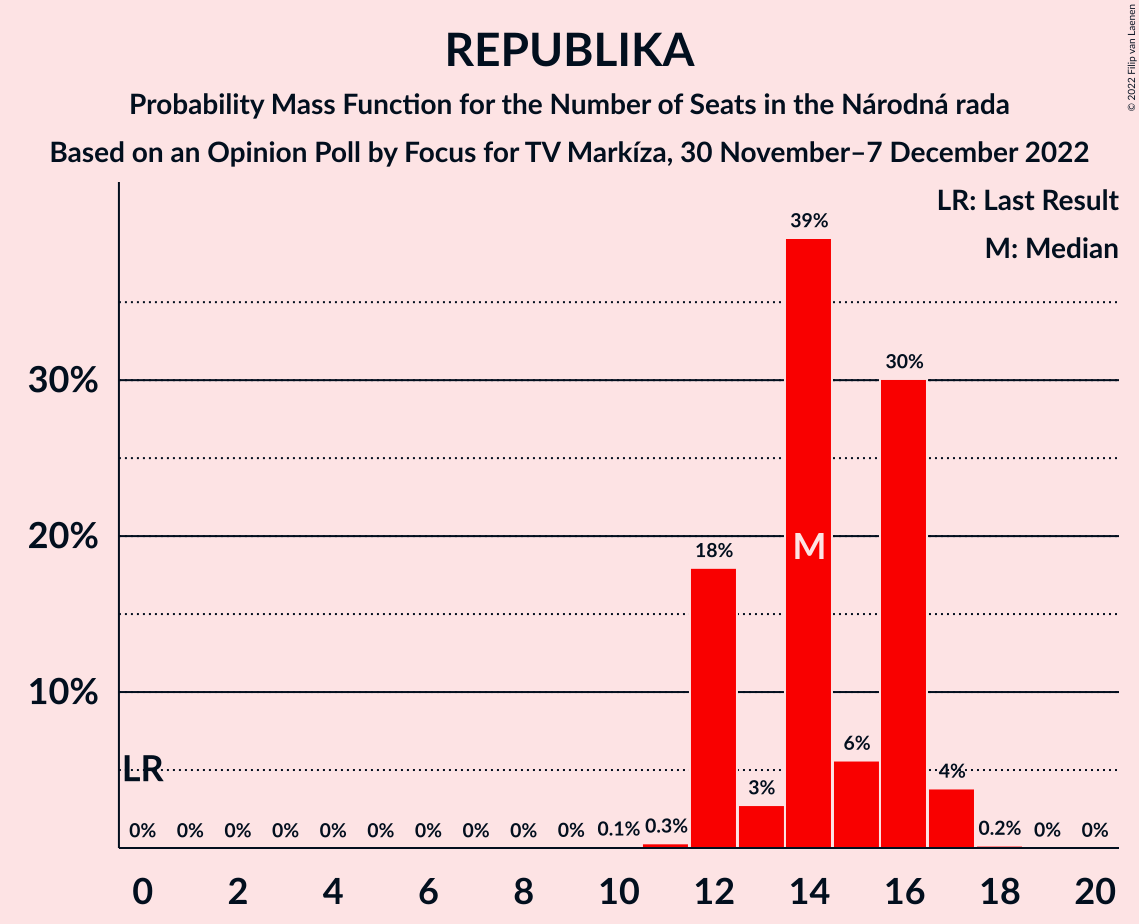 REPUBLIKA
Probability Mass Function for the Number of Seats in the Národná rada
Based on an Opinion Poll by Focus for TV Markíza, 30 November–7 December 2022
© 2022 Filip van Laenen
LR: Last Result
M: Median
39%
30%
30%
20%
18%
M
10%
6%
LR
4%
3%
0% 0% 0% 0% 0% 0% 0% 0% 0% 0% 0.1% 0.3% 0.2% 0% 0%
0 2 4 6 8 10 12 14 16 18 20